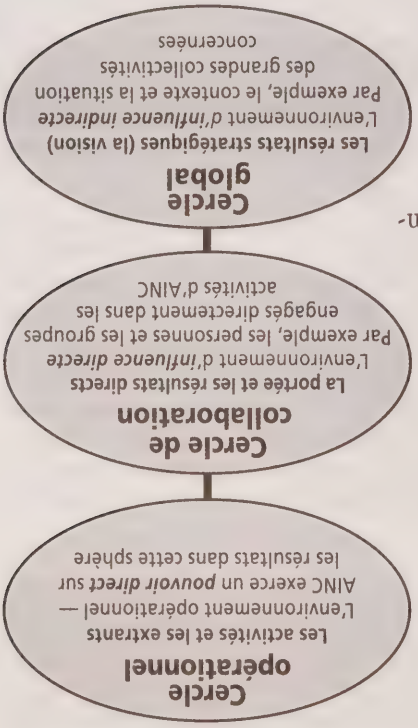 Cercle
opérationnel
Les activités et les extrants
L'environnement opérationnel —
AINC exerce un pouvoir direct sur
les résultats dans cette sphère
Cercle de
collaboration
La portée et les résultats directs
L'environnement d'influence directe
Par exemple, les personnes et les groupes
engagés directement dans les
activités d'AINC
n-
Cercle
global
Les résultats stratégiques (la vision)
L'environnement d'influence indirecte
Par exemple, le contexte et la situation
des grandes collectivités
concernées